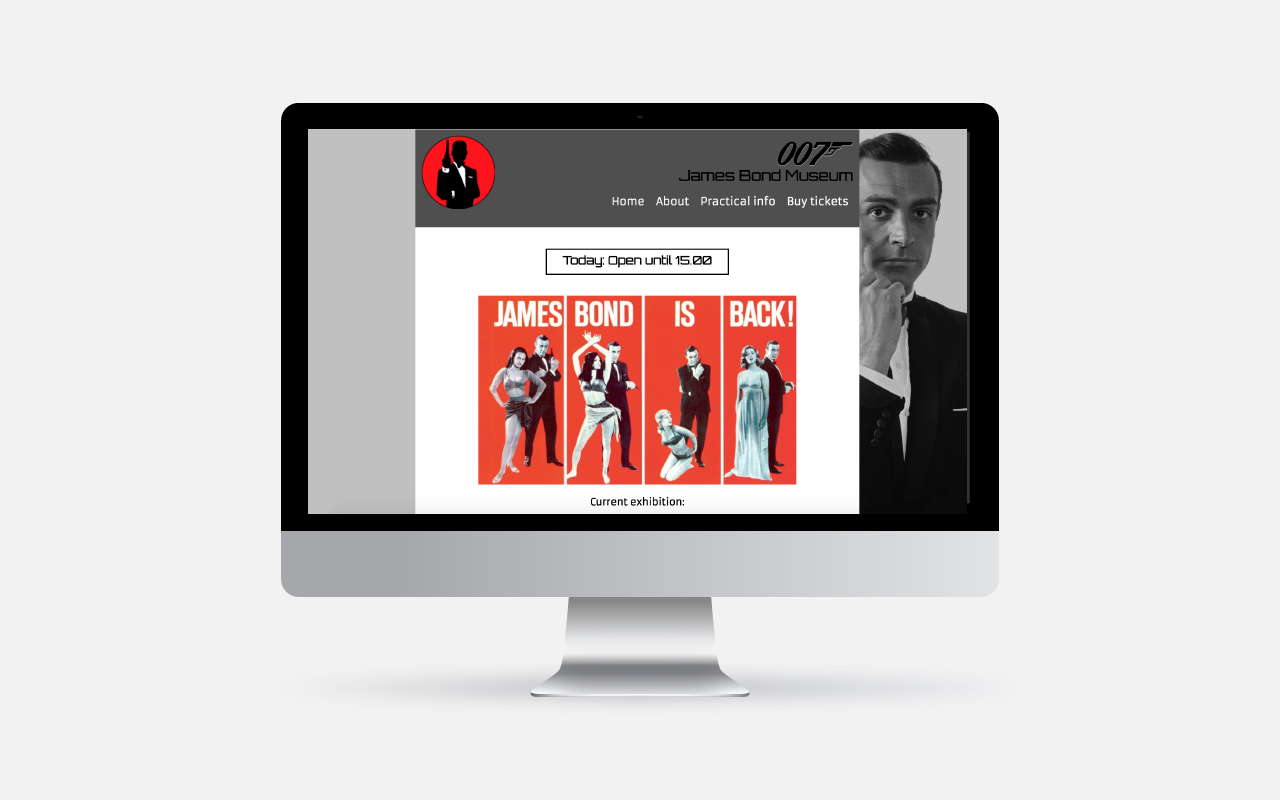 007
James Bond Museum
Home About Practical info Buy tickets
Today: Open until 15.00
JAMES BOND IS BACK!
Current exhibition: